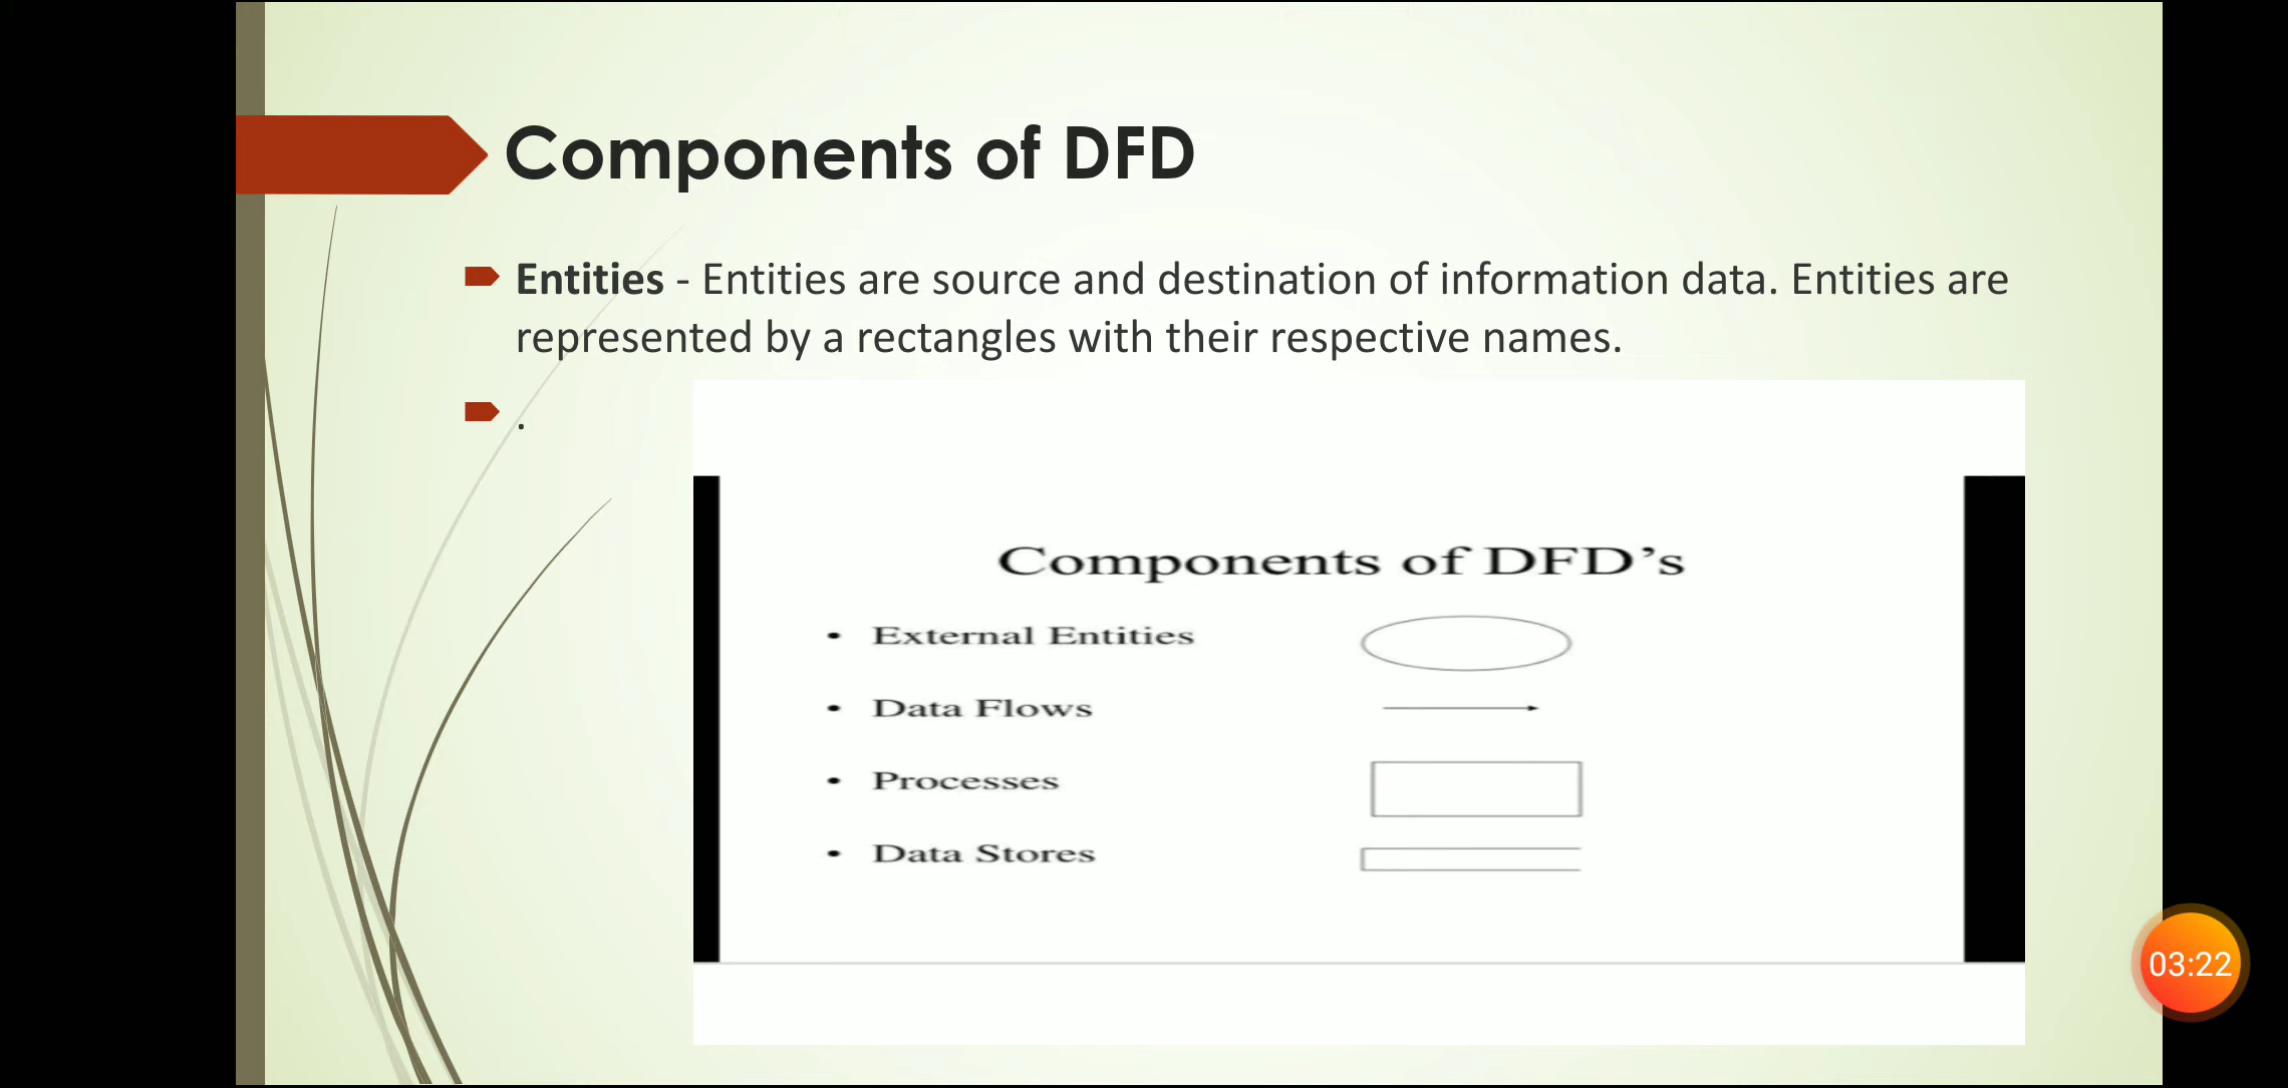 Components of DFD
Entities - Entities are source and destination of information data. Entities are
represented by a rectangles with their respective names.
.
Components of DFD’s
• External Entities
• Data Flows
• Processes
• Data Stores
03:22